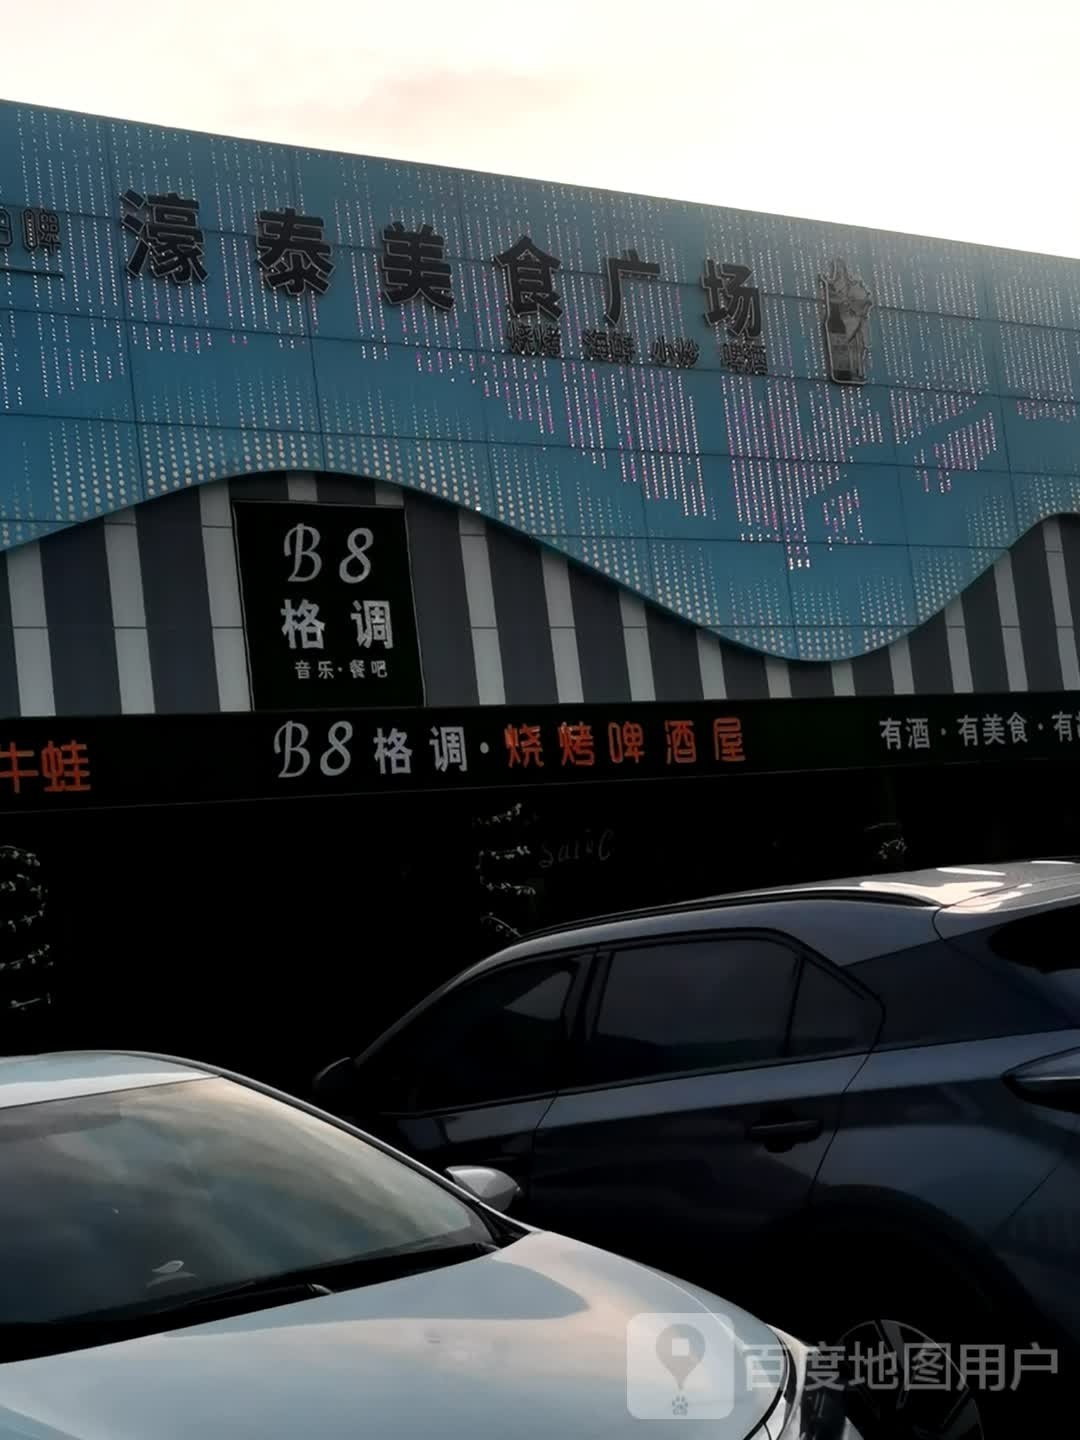 濠泰美食广场
烧烤 海鲜 小炒 啤酒
B8
格调
音乐·餐吧
牛蛙
B8格调·烧烤啤酒屋
有酒·有美食·有
百度地图用户